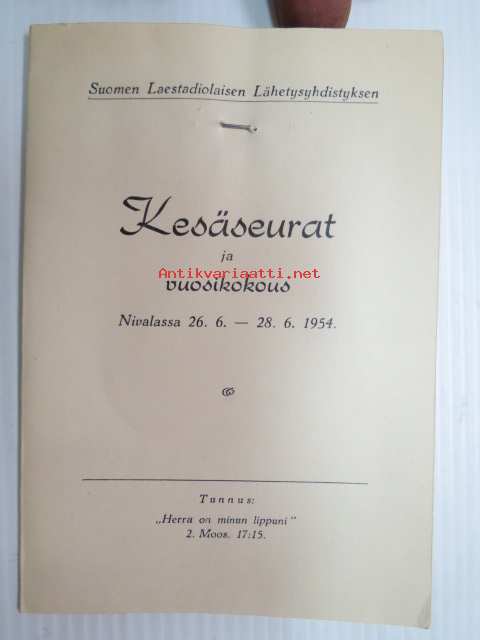 Suomen Laestadiolaisen Lähetysyhdistyksen
Kesäseurat
ja
Antikvariaatti.net
vuosikokous
Nivalassa 26. 6. — 28. 6. 1954.
Tunnus:
„Herra on minun lippuni"
2. Moos. 17:15.